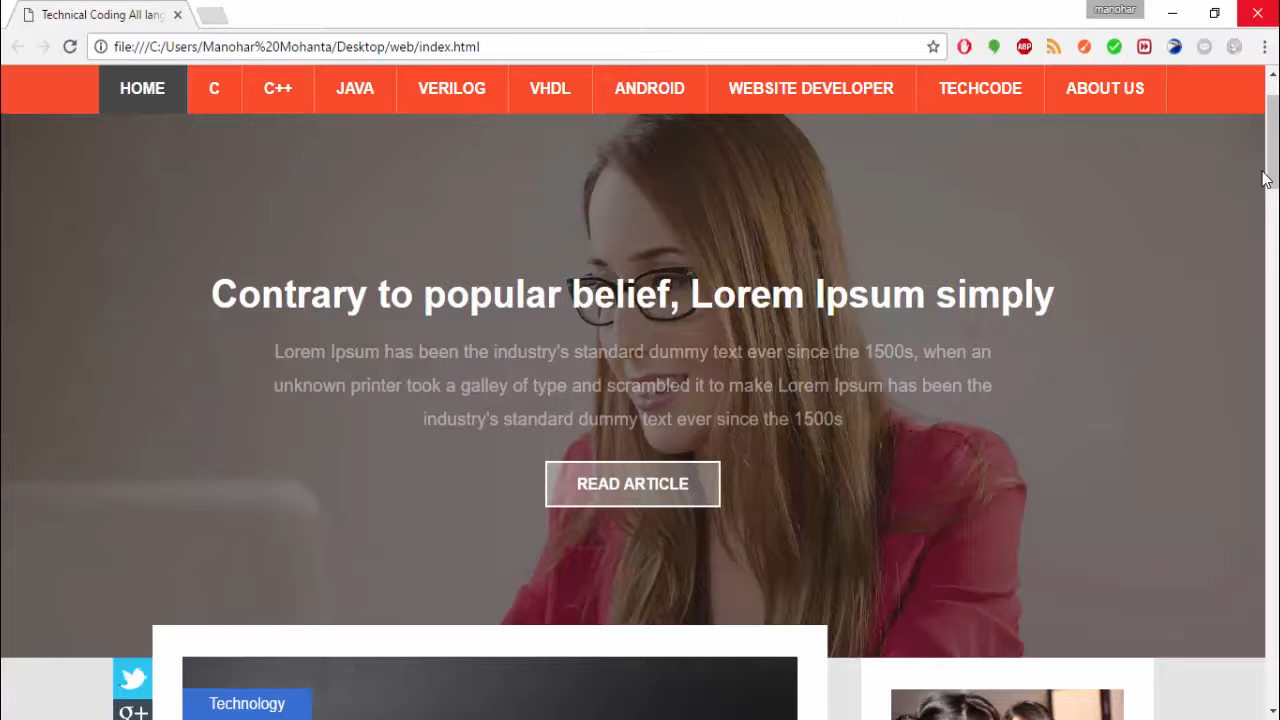 manohar
Technical Coding All lang
file:///C:/Users/Manohar%20Mohanta/Desktop/web/index.html
ABP
HOME C C++ JAVA VERILOG VHDL ANDROID WEBSITE DEVELOPER TECHCODE ABOUT US
Contrary to popular belief, Lorem Ipsum simply
Lorem Ipsum has been the industry's standard dummy text ever since the 1500s, when an
unknown printer took a galley of type and scrambled it to make Lorem Ipsum has been the
industry's standard dummy text ever since the 1500s
READ ARTICLE
Technology
g+